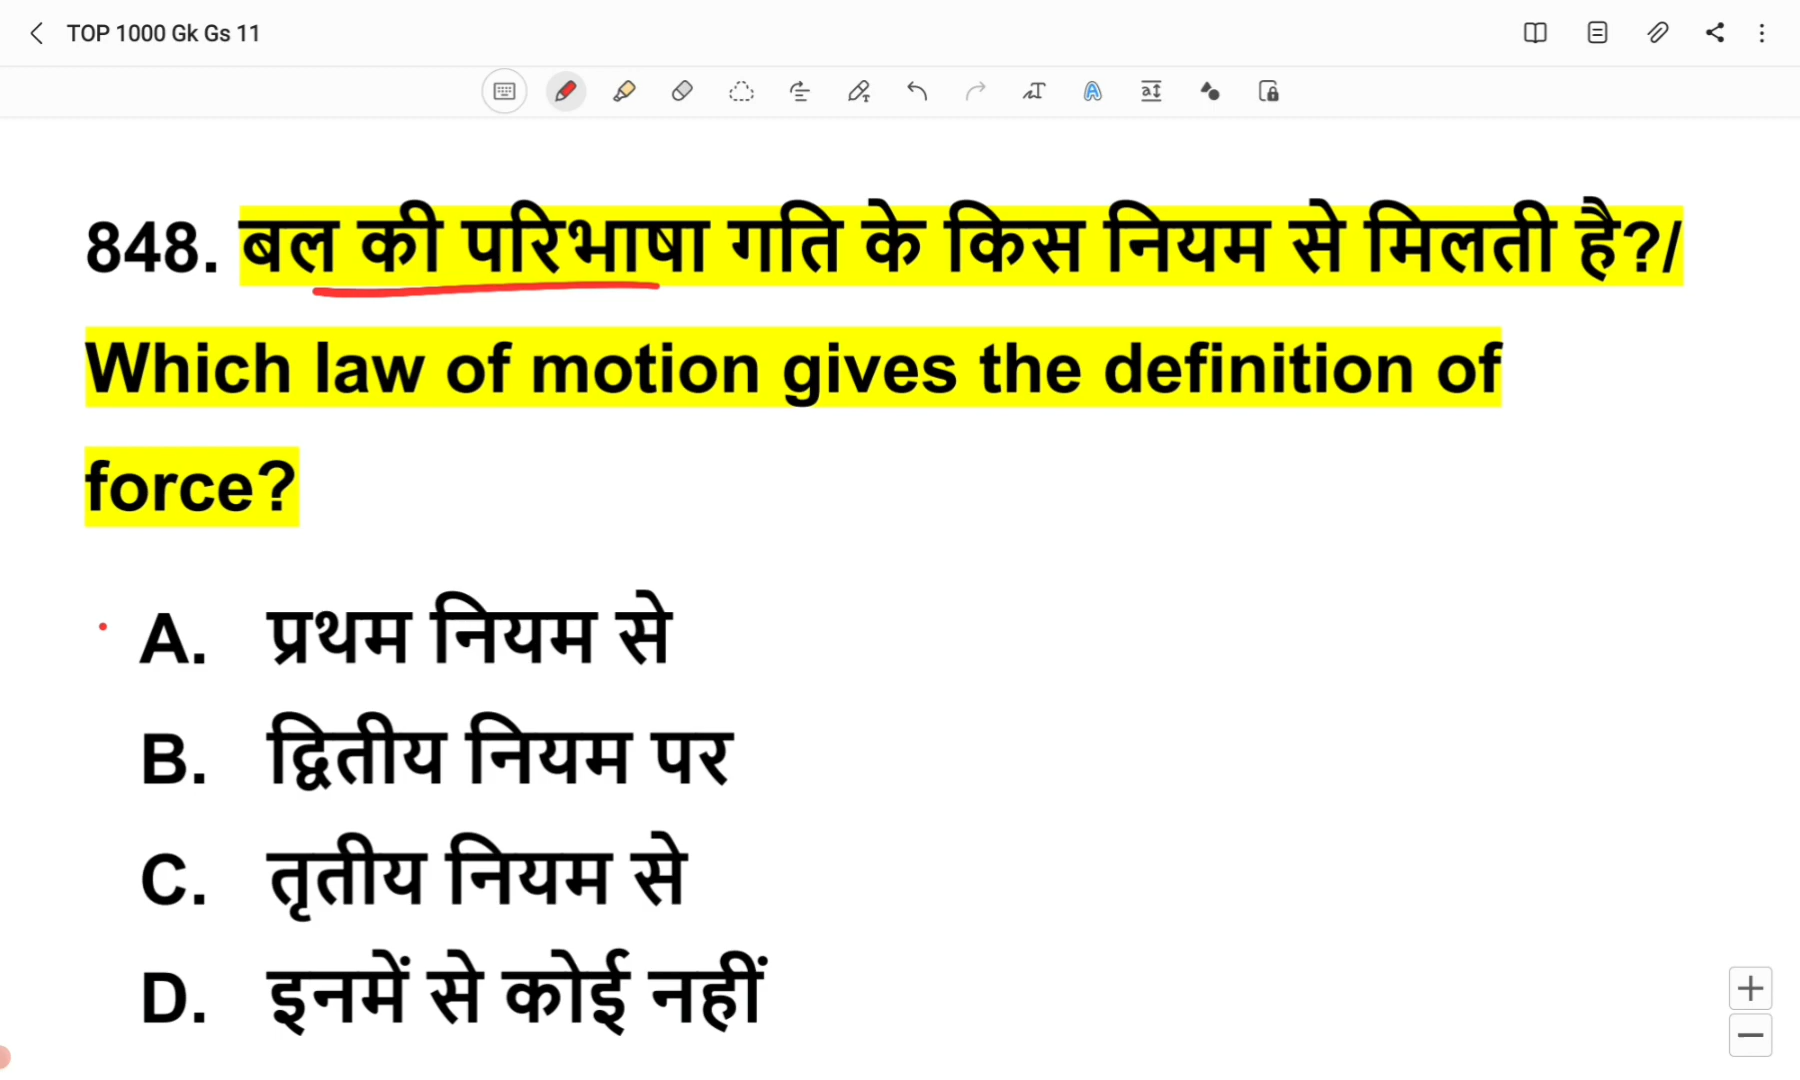 TOP 1000 Gk Gs 11
848. बल की परिभाषा गति के किस नियम से मिलती है?/
Which law of motion gives the definition of
force?
A. प्रथम नियम से
B. द्वितीय नियम पर
C. तृतीय नियम से
D. इनमें से कोई नहीं